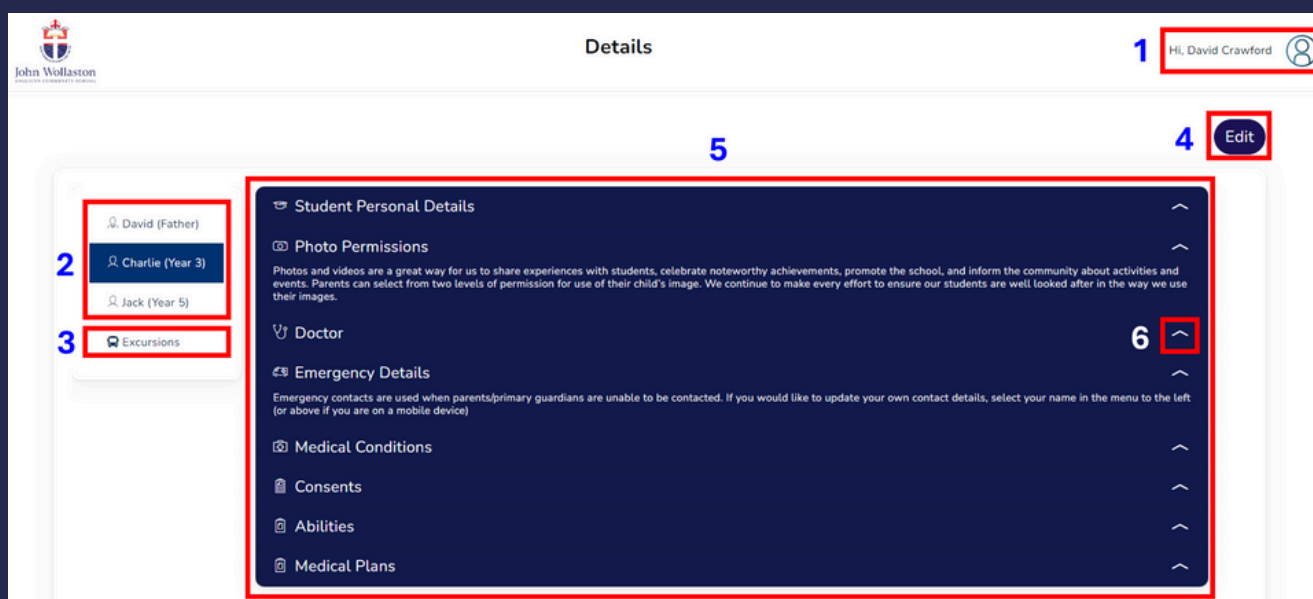 John Wollaston
ANGLICAN COMMUNITY SCHOOL
Details
1
Hi, David Crawford
4
Edit
5
2
David (Father)
Charlie (Year 3)
Jack (Year 5)
3
Excursions
Student Personal Details
Photo Permissions
Photos and videos are a great way for us to share experiences with students, celebrate noteworthy achievements, promote the school, and inform the community about activities and
events. Parents can select from two levels of permission for use of their child's image. We continue to make every effort to ensure our students are well looked after in the way we use
their images.
Doctor
6
Emergency Details
Emergency contacts are used when parents/primary guardians are unable to be contacted. If you would like to update your own contact details, select your name in the menu to the left
(or above if you are on a mobile device)
Medical Conditions
Consents
Abilities
Medical Plans